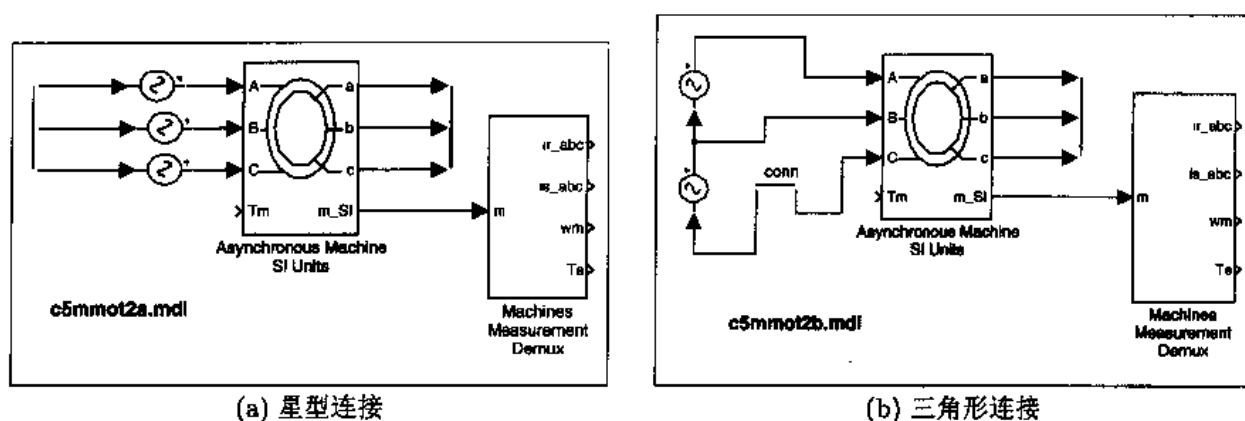 A
B
C
Tm
a
b
c
m_SI
Asynchronous Machine
SI Units
m
ir_abc
is_abc
wm
Te
Machines
Measurement
Demux
c5mmot2a.mdl
(a) 星型连接
conn
A
B
C
Tm
a
b
c
m_SI
Asynchronous Machine
SI Units
m
ir_abc
is_abc
wm
Te
Machines
Measurement
Demux
c5mmot2b.mdl
(b) 三角形连接